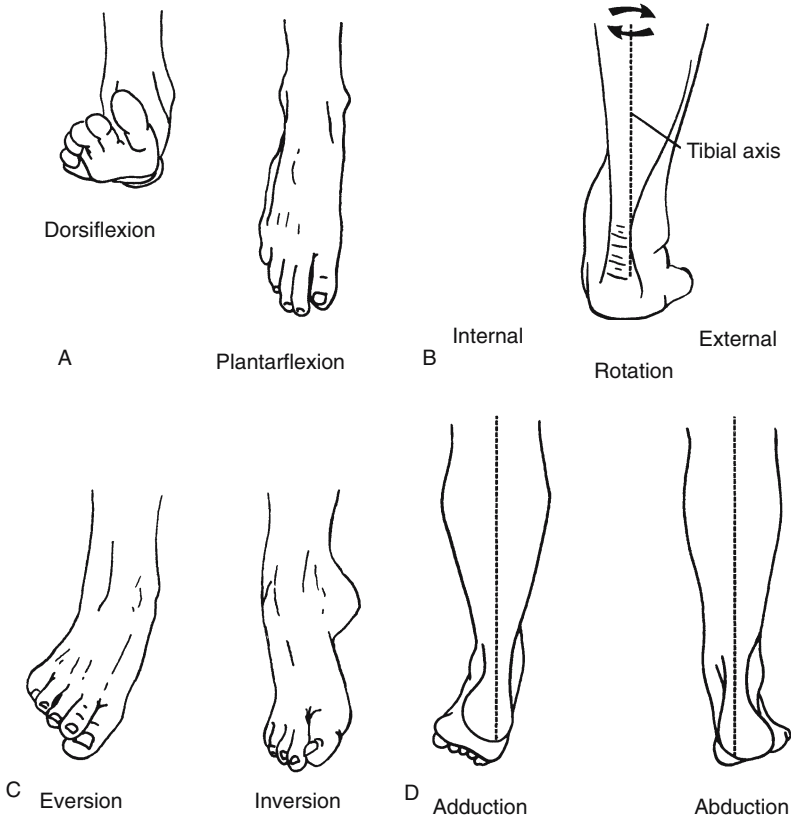 Tibial axis
Dorsiflexion
Internal
External
A
Plantarflexion
B
Rotation
C
Eversion
Inversion
D
Adduction
Abduction